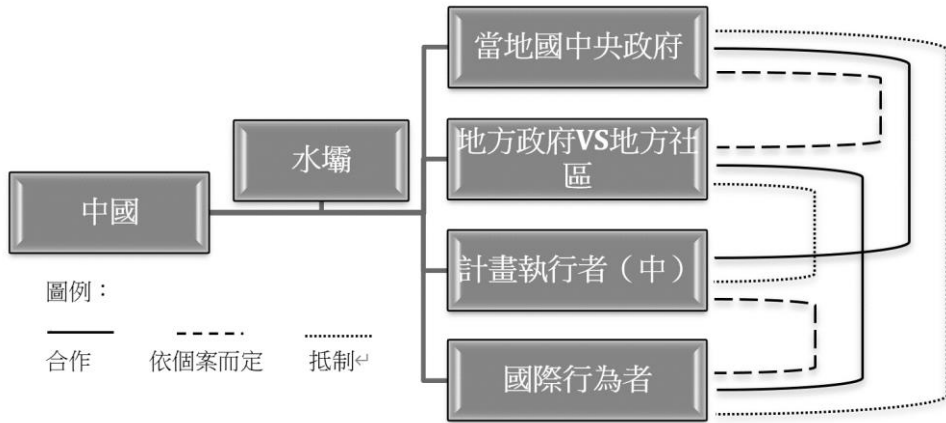 當地國中央政府
水壩
地方政府VS地方社
區
中國
計畫執行者（中）
圖例：
合作
依個案而定
抵制↵
國際行為者